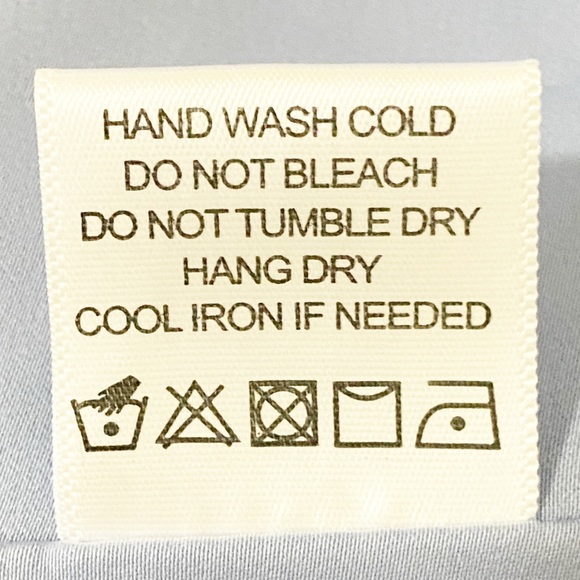 HAND WASH COLD
DO NOT BLEACH
DO NOT TUMBLE DRY
HANG DRY
COOL IRON IF NEEDED